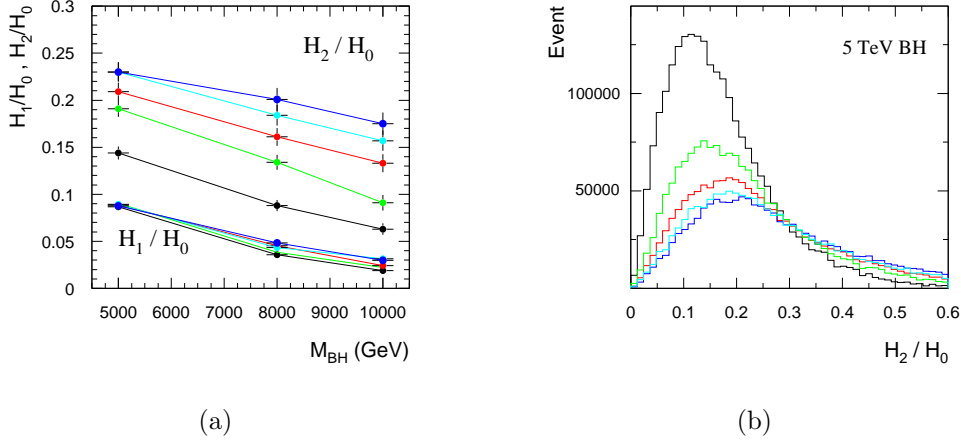 H1/H0 , H2/H0
0.3
0.25
0.2
0.15
0.1
0.05
0
H2 / H0
H1 / H0
5000 6000 7000 8000 9000 10000
MBH (GeV)
(a)
Event
5 TeV BH
100000
50000
0 0.1 0.2 0.3 0.4 0.5 0.6
H2 / H0
(b)